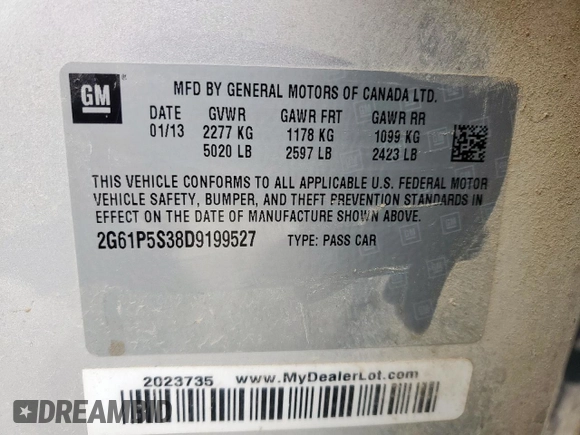 GM
MFD BY GENERAL MOTORS OF CANADA LTD.
DATE GVWR GAWR FRT GAWR RR
01/13 2277 KG 1178 KG 1099 KG
5020 LB 2597 LB 2423 LB
THIS VEHICLE CONFORMS TO ALL APPLICABLE U.S. FEDERAL MOTOR
VEHICLE SAFETY, BUMPER, AND THEFT PREVENTION STANDARDS IN
EFFECT ON THE DATE OF MANUFACTURE SHOWN ABOVE.
2G61P5S38D9199527 TYPE: PASS CAR
2023735 www.MyDealerLot.com
DREAMBID